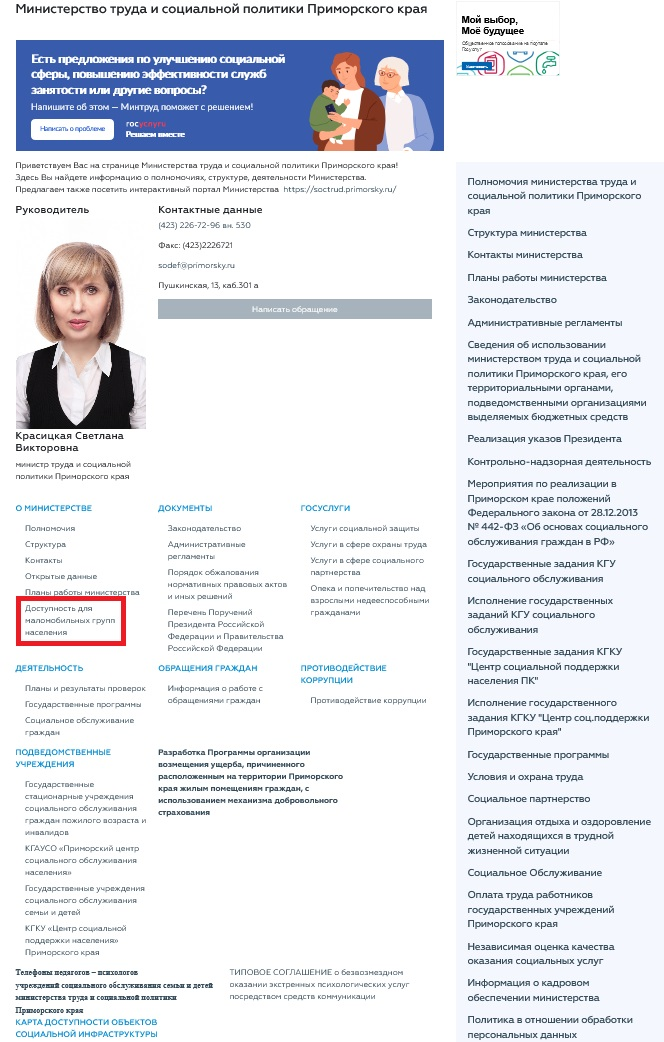 Министерство труда и социальной политики Приморского края
Есть предложения по улучшению социальной
сферы, повышению эффективности служб
занятости или другие вопросы?
Напишите об этом — Минтруд поможет с решением!
Написать о проблеме
госуслуги
Решаем вместе
Приветствуем Вас на странице Министерства труда и социальной политики Приморского края!
Здесь Вы найдете информацию о полномочиях, структуре, деятельности Министерства.
Предлагаем также посетить интерактивный портал Министерства https://soctrud.primorsky.ru/
Руководитель
Красицкая Светлана
Викторовна
министр труда и социальной
политики Приморского края
Контактные данные
(423) 226-72-96 вн. 530
Факс: (423)2226721
sodef@primorsky.ru
Пушкинская, 13, каб.301 а
Написать обращение
О МИНИСТЕРСТВЕ
Полномочия
Структура
Контакты
Открытые данные
Планы работы министерства
Доступность для
маломобильных групп
населения
ДОКУМЕНТЫ
Законодательство
Административные
регламенты
Порядок обжалования
нормативных правовых актов
и иных решений
Перечень Поручений
Президента Российской
Федерации и Правительства
Российской Федерации
ГОСУСЛУГИ
Услуги социальной защиты
Услуги в сфере охраны труда
Услуги в сфере социального
партнерства
Опека и попечительство над
взрослыми недееспособными
гражданами
ДЕЯТЕЛЬНОСТЬ
Планы и результаты проверок
Государственные программы
Социальное обслуживание
граждан
ОБРАЩЕНИЯ ГРАЖДАН
Информация о работе с
обращениями граждан
ПРОТИВОДЕЙСТВИЕ
КОРРУПЦИИ
Противодействие коррупции
ПОДВЕДОМСТВЕННЫЕ
УЧРЕЖДЕНИЯ
Государственные
стационарные учреждения
социального обслуживания
граждан пожилого возраста и
инвалидов
КГАУСО «Приморский центр
социального обслуживания
населения»
Государственные учреждения
социального обслуживания
семьи и детей
КГКУ «Центр социальной
поддержки населения»
Приморского края
Разработка Программы организации
возмещения ущерба, причиненного
расположенным на территории Приморского
края жилым помещениям граждан, с
использованием механизма добровольного
страхования
Телефоны педагогов – психологов
учреждений социального обслуживания семьи и детей
министерства труда и социальной политики
Приморского края
КАРТА ДОСТУПНОСТИ ОБЪЕКТОВ
СОЦИАЛЬНОЙ ИНФРАСТРУКТУРЫ
ТИПОВОЕ СОГЛАШЕНИЕ о безвозмездном
оказании экстренных психологических услуг
посредством средств коммуникации
Мой выбор,
Моё будущее
Общественное голосование на портале
Госуслуг
Полномочия министерства труда и
социальной политики Приморского
края
Структура министерства
Контакты министерства
Планы работы министерства
Законодательство
Административные регламенты
Сведения об использовании
министерством труда и социальной
политики Приморского края, его
территориальными органами,
подведомственными организациями
выделяемых бюджетных средств
Реализация указов Президента
Контрольно-надзорная деятельность
Мероприятия по реализации в
Приморском крае положений
Федерального закона от 28.12.2013
№ 442-ФЗ «Об основах социального
обслуживания граждан в РФ»
Государственные задания КГУ
социального обслуживания
Исполнение государственных
заданий КГУ социального
обслуживания
Государственные задания КГКУ
"Центр социальной поддержки
населения ПК"
Исполнение государственного
задания КГКУ "Центр соц.поддержки
Приморского края"
Государственные программы
Условия и охрана труда
Социальное партнерство
Организация отдыха и оздоровление
детей находящихся в трудной
жизненной ситуации
Социальное Обслуживание
Оплата труда работников
государственных учреждений
Приморского края
Независимая оценка качества
оказания социальных услуг
Информация о кадровом
обеспечении министерства
Политика в отношении обработки
персональных данных